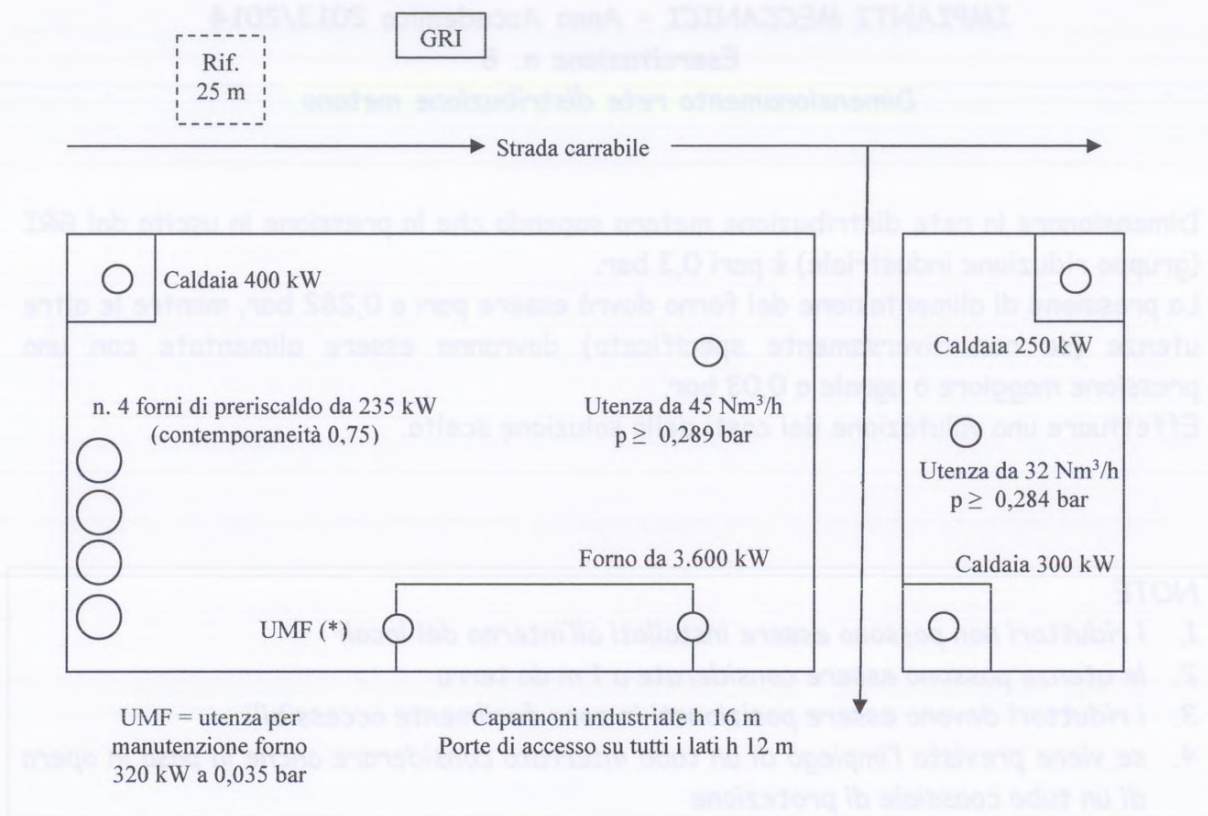 IMPIANTI MECCANICI - Anno Accademico 2013/2014
Esercitazione n. 8
Dimensionamento rete distribuzione metano
GRI
Rif.
25 m
Strada carrabile
Dimensionare la rete distribuzione metano sapendo che la pressione in uscita dal GRI
(gruppo riduzione industriale) è pari 0,3 bar.
La pressione di alimentazione del forno dovrà essere pari a 0,282 bar, mentre le altre
utenze diversamente specificato) dovranno essere alimentate con una
pressione maggiore o uguale a 0,03 bar
Effettuare una valutazione dei costi della soluzione scelta.
Caldaia 400 kW
Caldaia 250 kW
n. 4 forni di preriscaldo da 235 kW
(contemporaneità 0,75)
Utenza da 45 Nm³/h
p ≥ 0,289 bar
Utenza da 32 Nm³/h
p ≥ 0,284 bar
Forno da 3.600 kW
Caldaia 300 kW
UMF (*)
NOTE
1. i riduttori non possono essere installati all'interno dei locali
2. le utenze possono essere considerate a 1 m da terra
3. i riduttori devono essere posizionati accessibili
4. se viene previsto l'impiego di un tubo interrato considerare anche la posa in opera
di un tubo coassiale di protezione
UMF = utenza per
manutenzione forno
320 kW a 0,035 bar
Capannoni industriale h 16 m
Porte di accesso su tutti i lati h 12 m